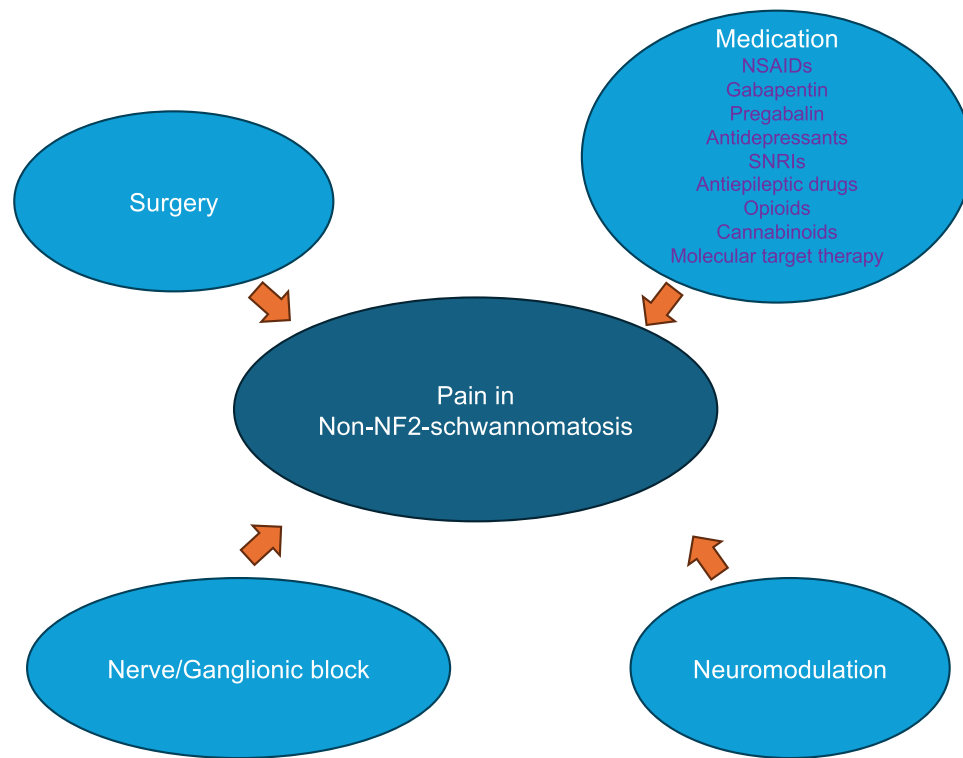 Medication
NSAIDs
Gabapentin
Pregabalin
Antidepressants
SNRIs
Antiepileptic drugs
Opioids
Cannabinoids
Molecular target therapy
Surgery
Pain in
Non-NF2-schwannomatosis
Nerve/Ganglionic block
Neuromodulation